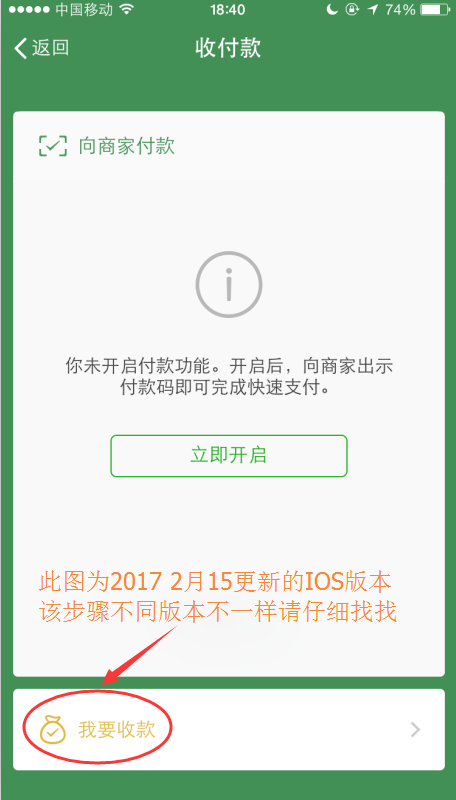 中国移动 18:40 74%
返回 收付款
向商家付款
你未开启付款功能。开启后，向商家出示
付款码即可完成快速支付。
立即开启
此图为2017 2月15更新的IOS版本
该步骤不同版本不一样请仔细找找
我要收款